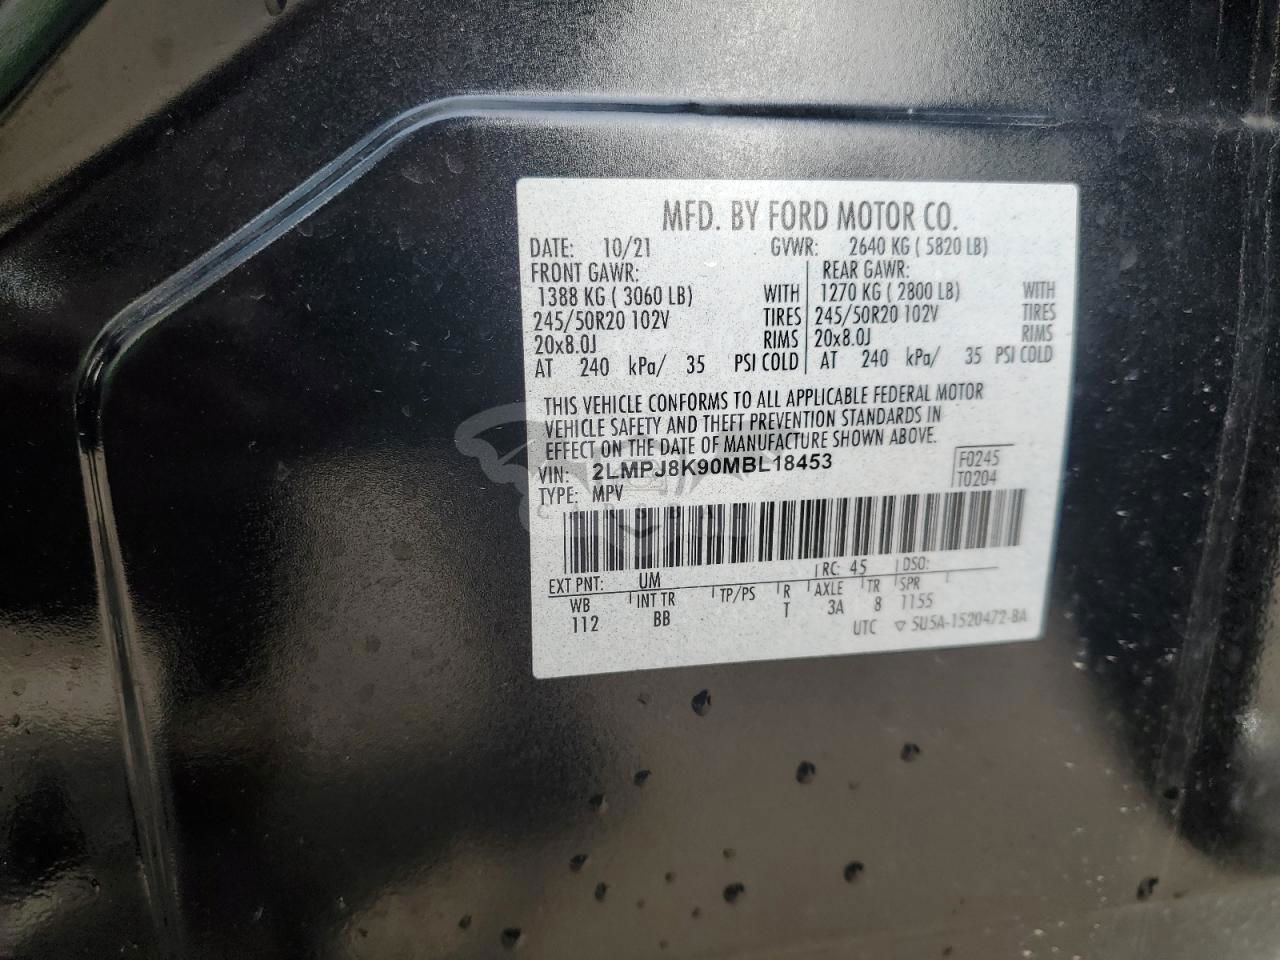 MFD. BY FORD MOTOR CO.
DATE: 10/21 GVWR: 2640 KG ( 5820 LB)
FRONT GAWR: REAR GAWR:
1388 KG ( 3060 LB) WITH 1270 KG ( 2800 LB) WITH
245/50R20 102V TIRES 245/50R20 102V TIRES
20x8.0J RIMS 20x8.0J RIMS
AT 240 kPa/ 35 PSI COLD AT 240 kPa/ 35 PSI COLD
THIS VEHICLE CONFORMS TO ALL APPLICABLE FEDERAL MOTOR
VEHICLE SAFETY AND THEFT PREVENTION STANDARDS IN
EFFECT ON THE DATE OF MANUFACTURE SHOWN ABOVE.
VIN: 2LMPJ8K90MBL18453 F0245
TYPE: MPV T0204
EXT PNT: UM RC: 45 DSO:
WB INT TR TP/PS R AXLE TR SPR
112 BB T 3A 8 1155
UTC ▽ 5U5A-1520472-BA